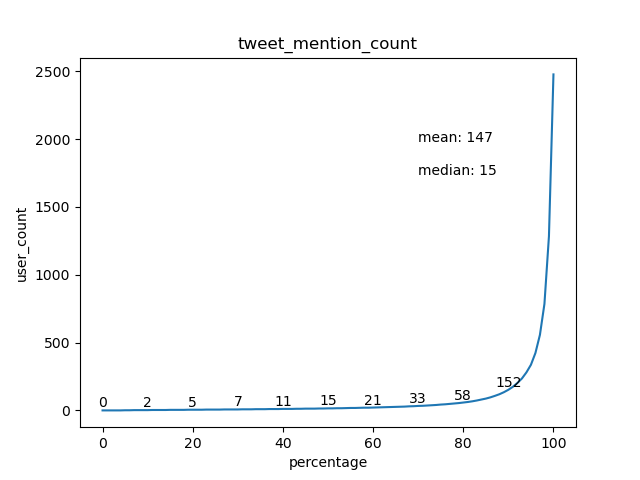 tweet_mention_count
2500
2000
1500
1000
500
0
user_count
mean: 147
median: 15
0 2 5 7 11 15 21 33 58 152
0 20 40 60 80 100
percentage